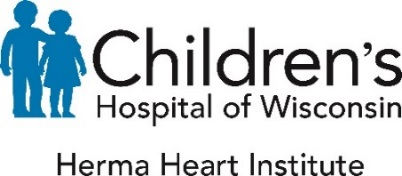 Children's
Hospital of Wisconsin
Herma Heart Institute